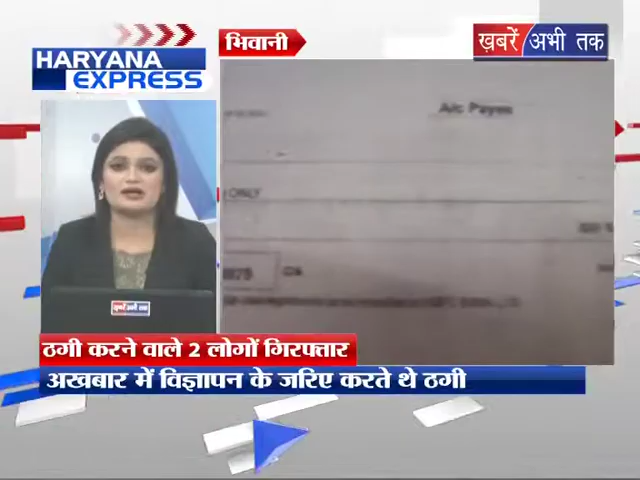 HARYANA
EXPRESS
भिवानी
ख़बरें अभी तक
A/c Payee
ONLY
ठगी करने वाले 2 लोगों गिरफ्तार
अखबार में विज्ञापन के जरिए करते थे ठगी